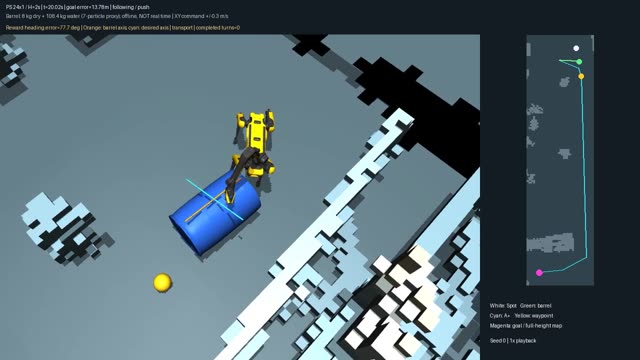 PS 24x1 / H=2s | t=20.02s | goal error=13.78m | following / push
Barrel: 8 kg dry + 108.4 kg water (7-particle proxy); offline, NOT real time | XY command +/-0.3 m/s
Reward heading error=77.7 deg | Orange: barrel axis; cyan: desired axis | transport | completed turns=0
White: Spot  Green: barrel
Cyan: A*  Yellow: waypoint
Magenta: goal / full-height map
Seed 0 | 1x playback